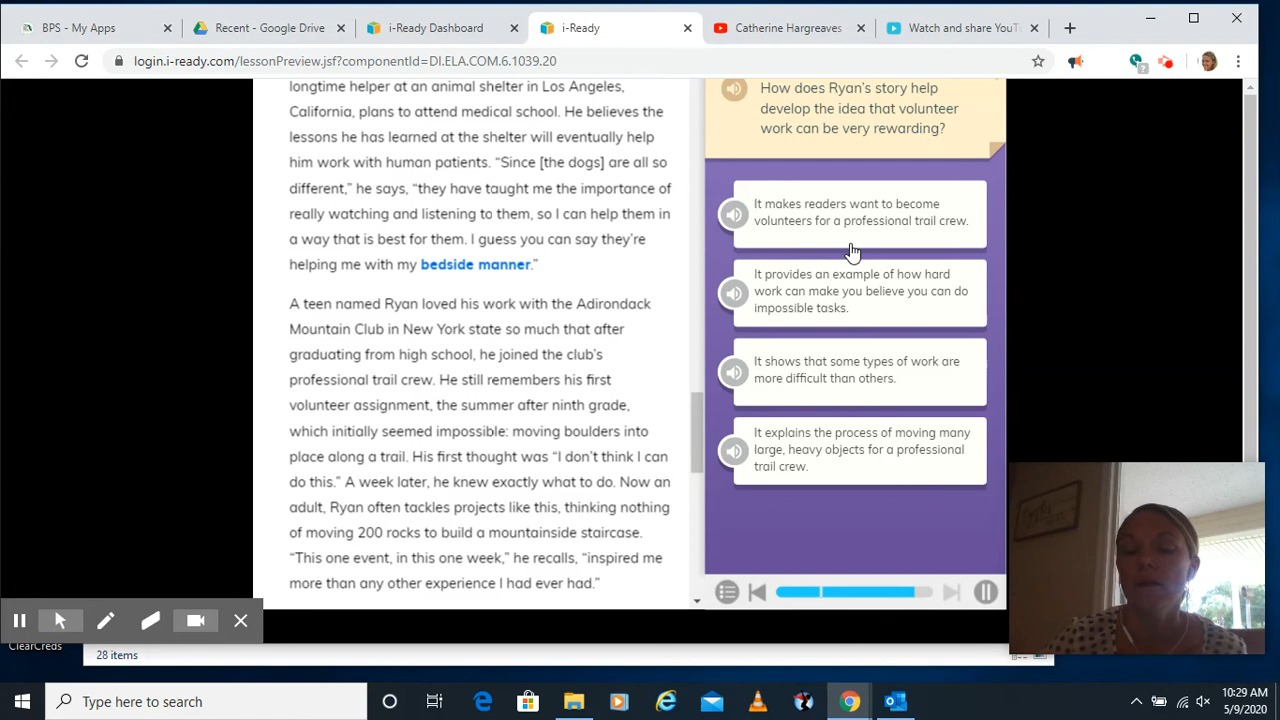 BPS - My Apps
Recent - Google Drive
i-Ready Dashboard
i-Ready
Catherine Hargreaves
Watch and share YouTu
login.i-ready.com/lessonPreview.jsf?componentId=DI.ELA.COM.6.1039.20
longtime helper at an animal shelter in Los Angeles,
California, plans to attend medical school. He believes the
lessons he has learned at the shelter will eventually help
him work with human patients. “Since [the dogs] are all so
different,” he says, “they have taught me the importance of
really watching and listening to them, so I can help them in
a way that is best for them. I guess you can say they’re
helping me with my bedside manner.”
A teen named Ryan loved his work with the Adirondack
Mountain Club in New York state so much that after
graduating from high school, he joined the club’s
professional trail crew. He still remembers his first
volunteer assignment, the summer after ninth grade,
which initially seemed impossible: moving boulders into
place along a trail. His first thought was “I don’t think I can
do this.” A week later, he knew exactly what to do. Now an
adult, Ryan often tackles projects like this, thinking nothing
of moving 200 rocks to build a mountainside staircase.
“This one event, in this one week,” he recalls, “inspired me
more than any other experience I had ever had.”
How does Ryan’s story help
develop the idea that volunteer
work can be very rewarding?
It makes readers want to become
volunteers for a professional trail crew.
It provides an example of how hard
work can make you believe you can do
impossible tasks.
It shows that some types of work are
more difficult than others.
It explains the process of moving many
large, heavy objects for a professional
trail crew.
ClearCreds
28 items
Type here to search
10:29 AM
5/9/2020